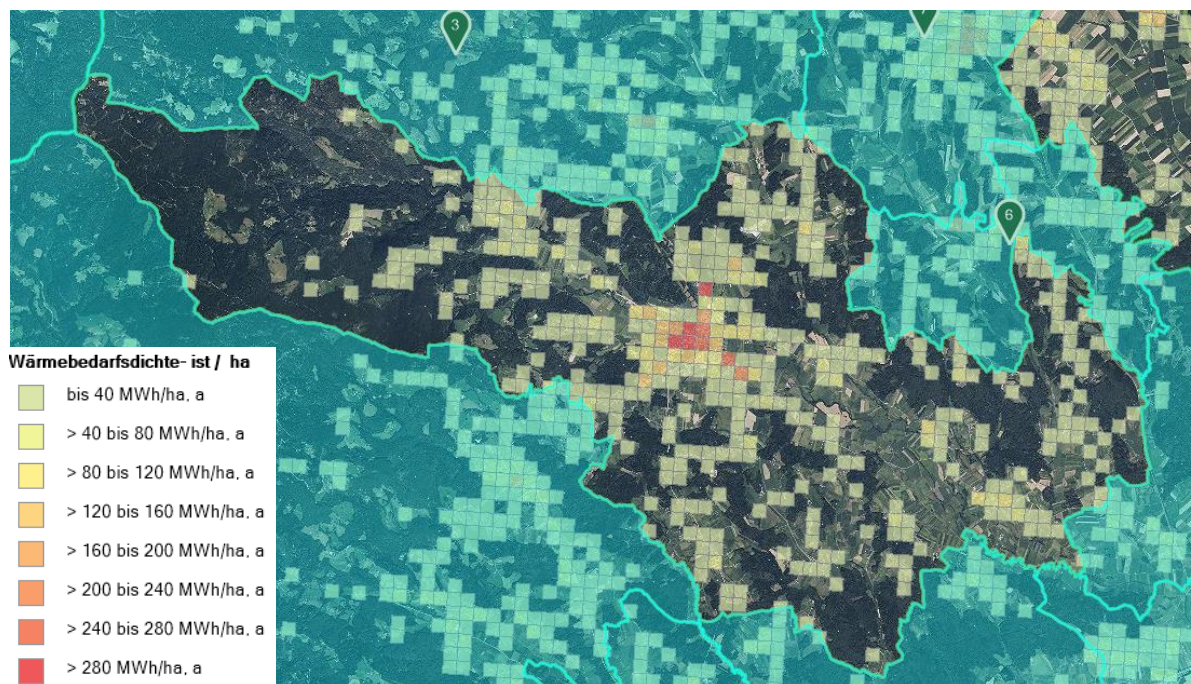 3
6
Wärmebedarfsdichte- ist / ha
bis 40 MWh/ha, a
> 40 bis 80 MWh/ha, a
> 80 bis 120 MWh/ha, a
> 120 bis 160 MWh/ha, a
> 160 bis 200 MWh/ha, a
> 200 bis 240 MWh/ha, a
> 240 bis 280 MWh/ha, a
> 280 MWh/ha, a